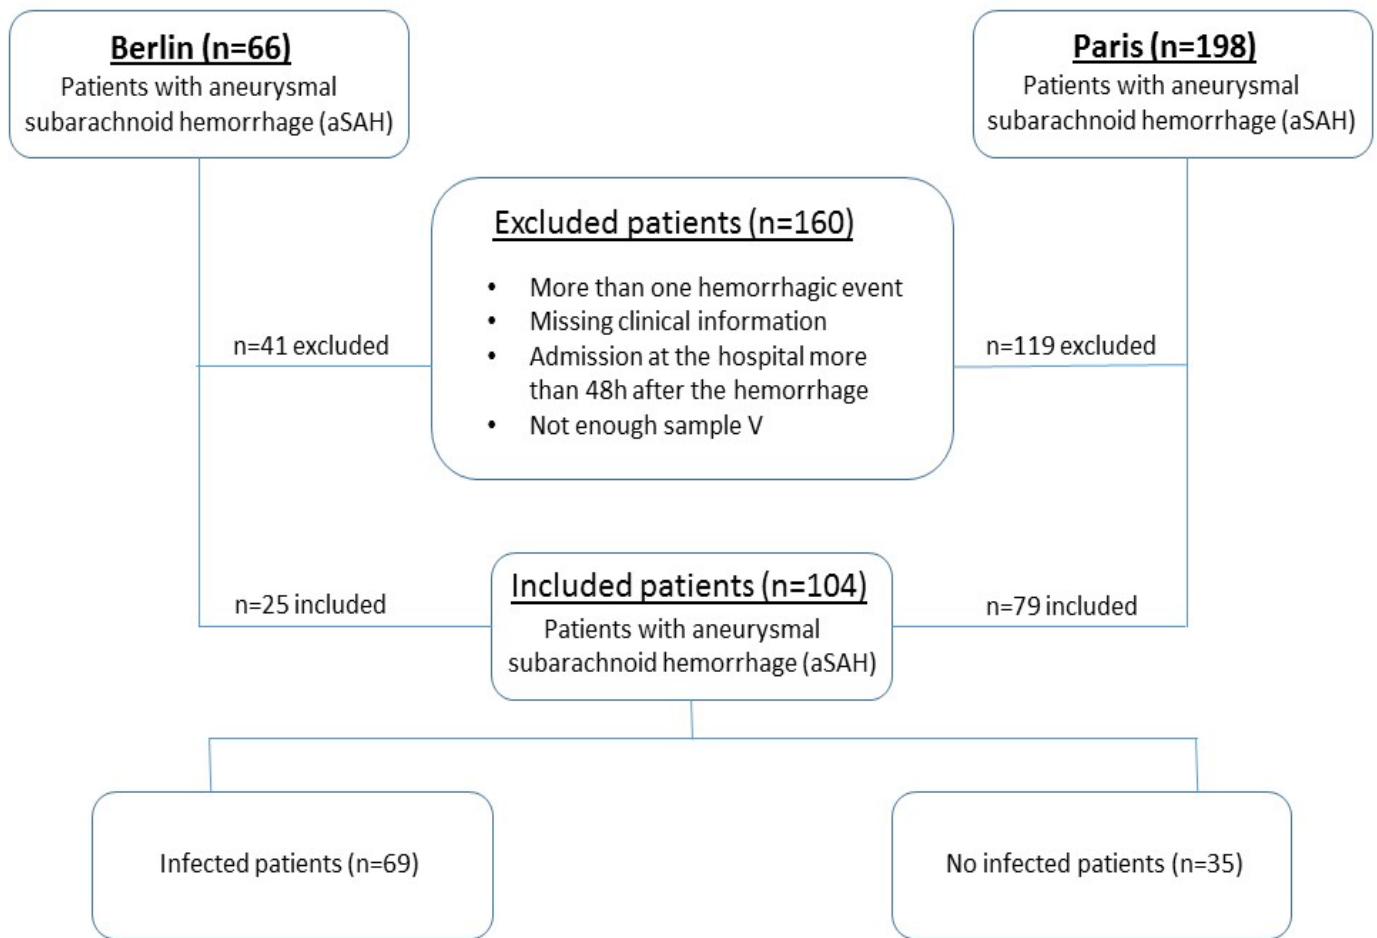 Berlin (n=66)
Patients with aneurysmal
subarachnoid hemorrhage (aSAH)
Paris (n=198)
Patients with aneurysmal
subarachnoid hemorrhage (aSAH)
Excluded patients (n=160)
• More than one hemorrhagic event
• Missing clinical information
• Admission at the hospital more
than 48h after the hemorrhage
• Not enough sample V
n=41 excluded
n=119 excluded
Included patients (n=104)
Patients with aneurysmal
subarachnoid hemorrhage (aSAH)
n=25 included
n=79 included
Infected patients (n=69)
No infected patients (n=35)